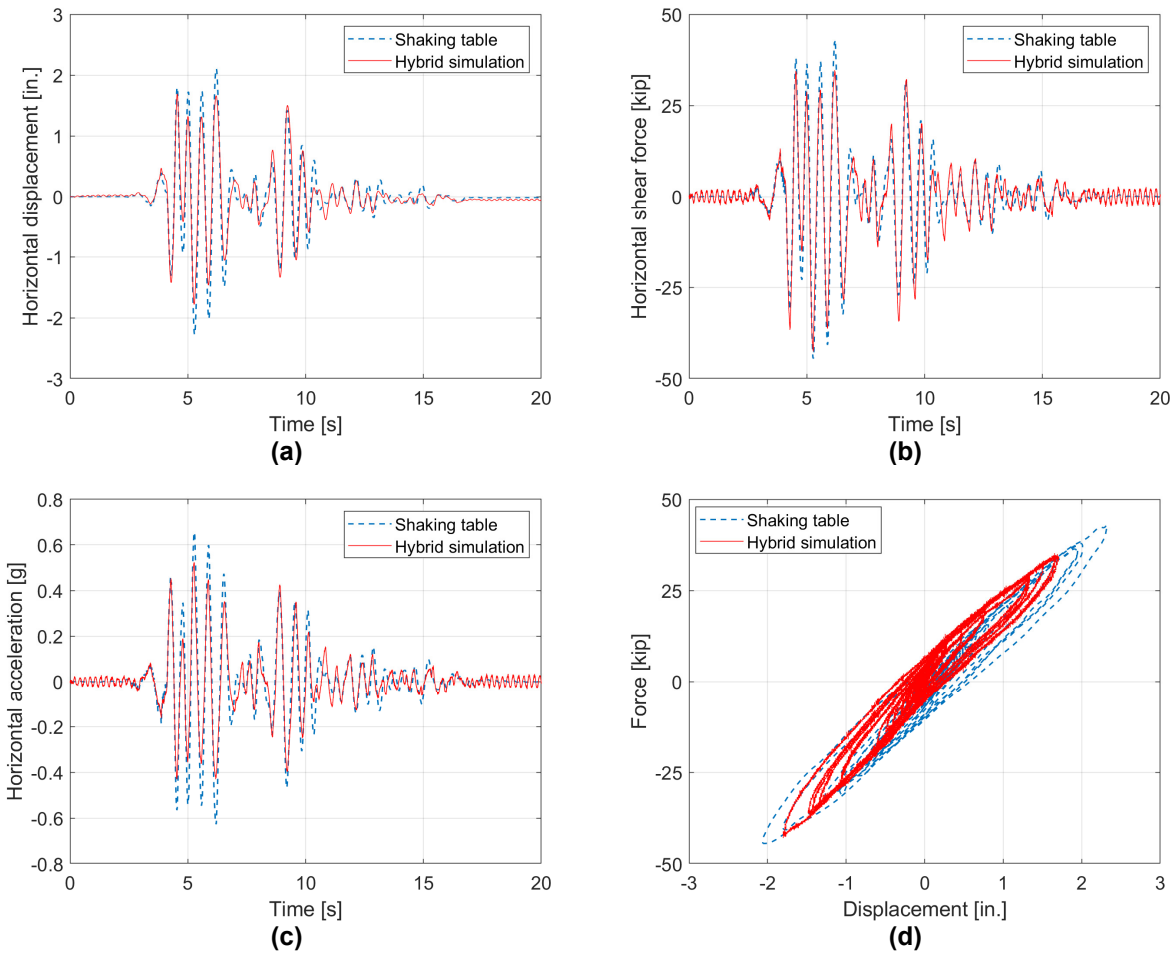 3
2
1
0
-1
-2
-3
Horizontal displacement [in.]
Shaking table
Hybrid simulation
0 5 10 15 20
Time [s]
(a)
50
25
0
-25
-50
Horizontal shear force [kip]
Shaking table
Hybrid simulation
0 5 10 15 20
Time [s]
(b)
0.8
0.6
0.4
0.2
0
-0.2
-0.4
-0.6
-0.8
Horizontal acceleration [g]
Shaking table
Hybrid simulation
0 5 10 15 20
Time [s]
(c)
50
25
0
-25
-50
Force [kip]
Shaking table
Hybrid simulation
-3 -2 -1 0 1 2 3
Displacement [in.]
(d)